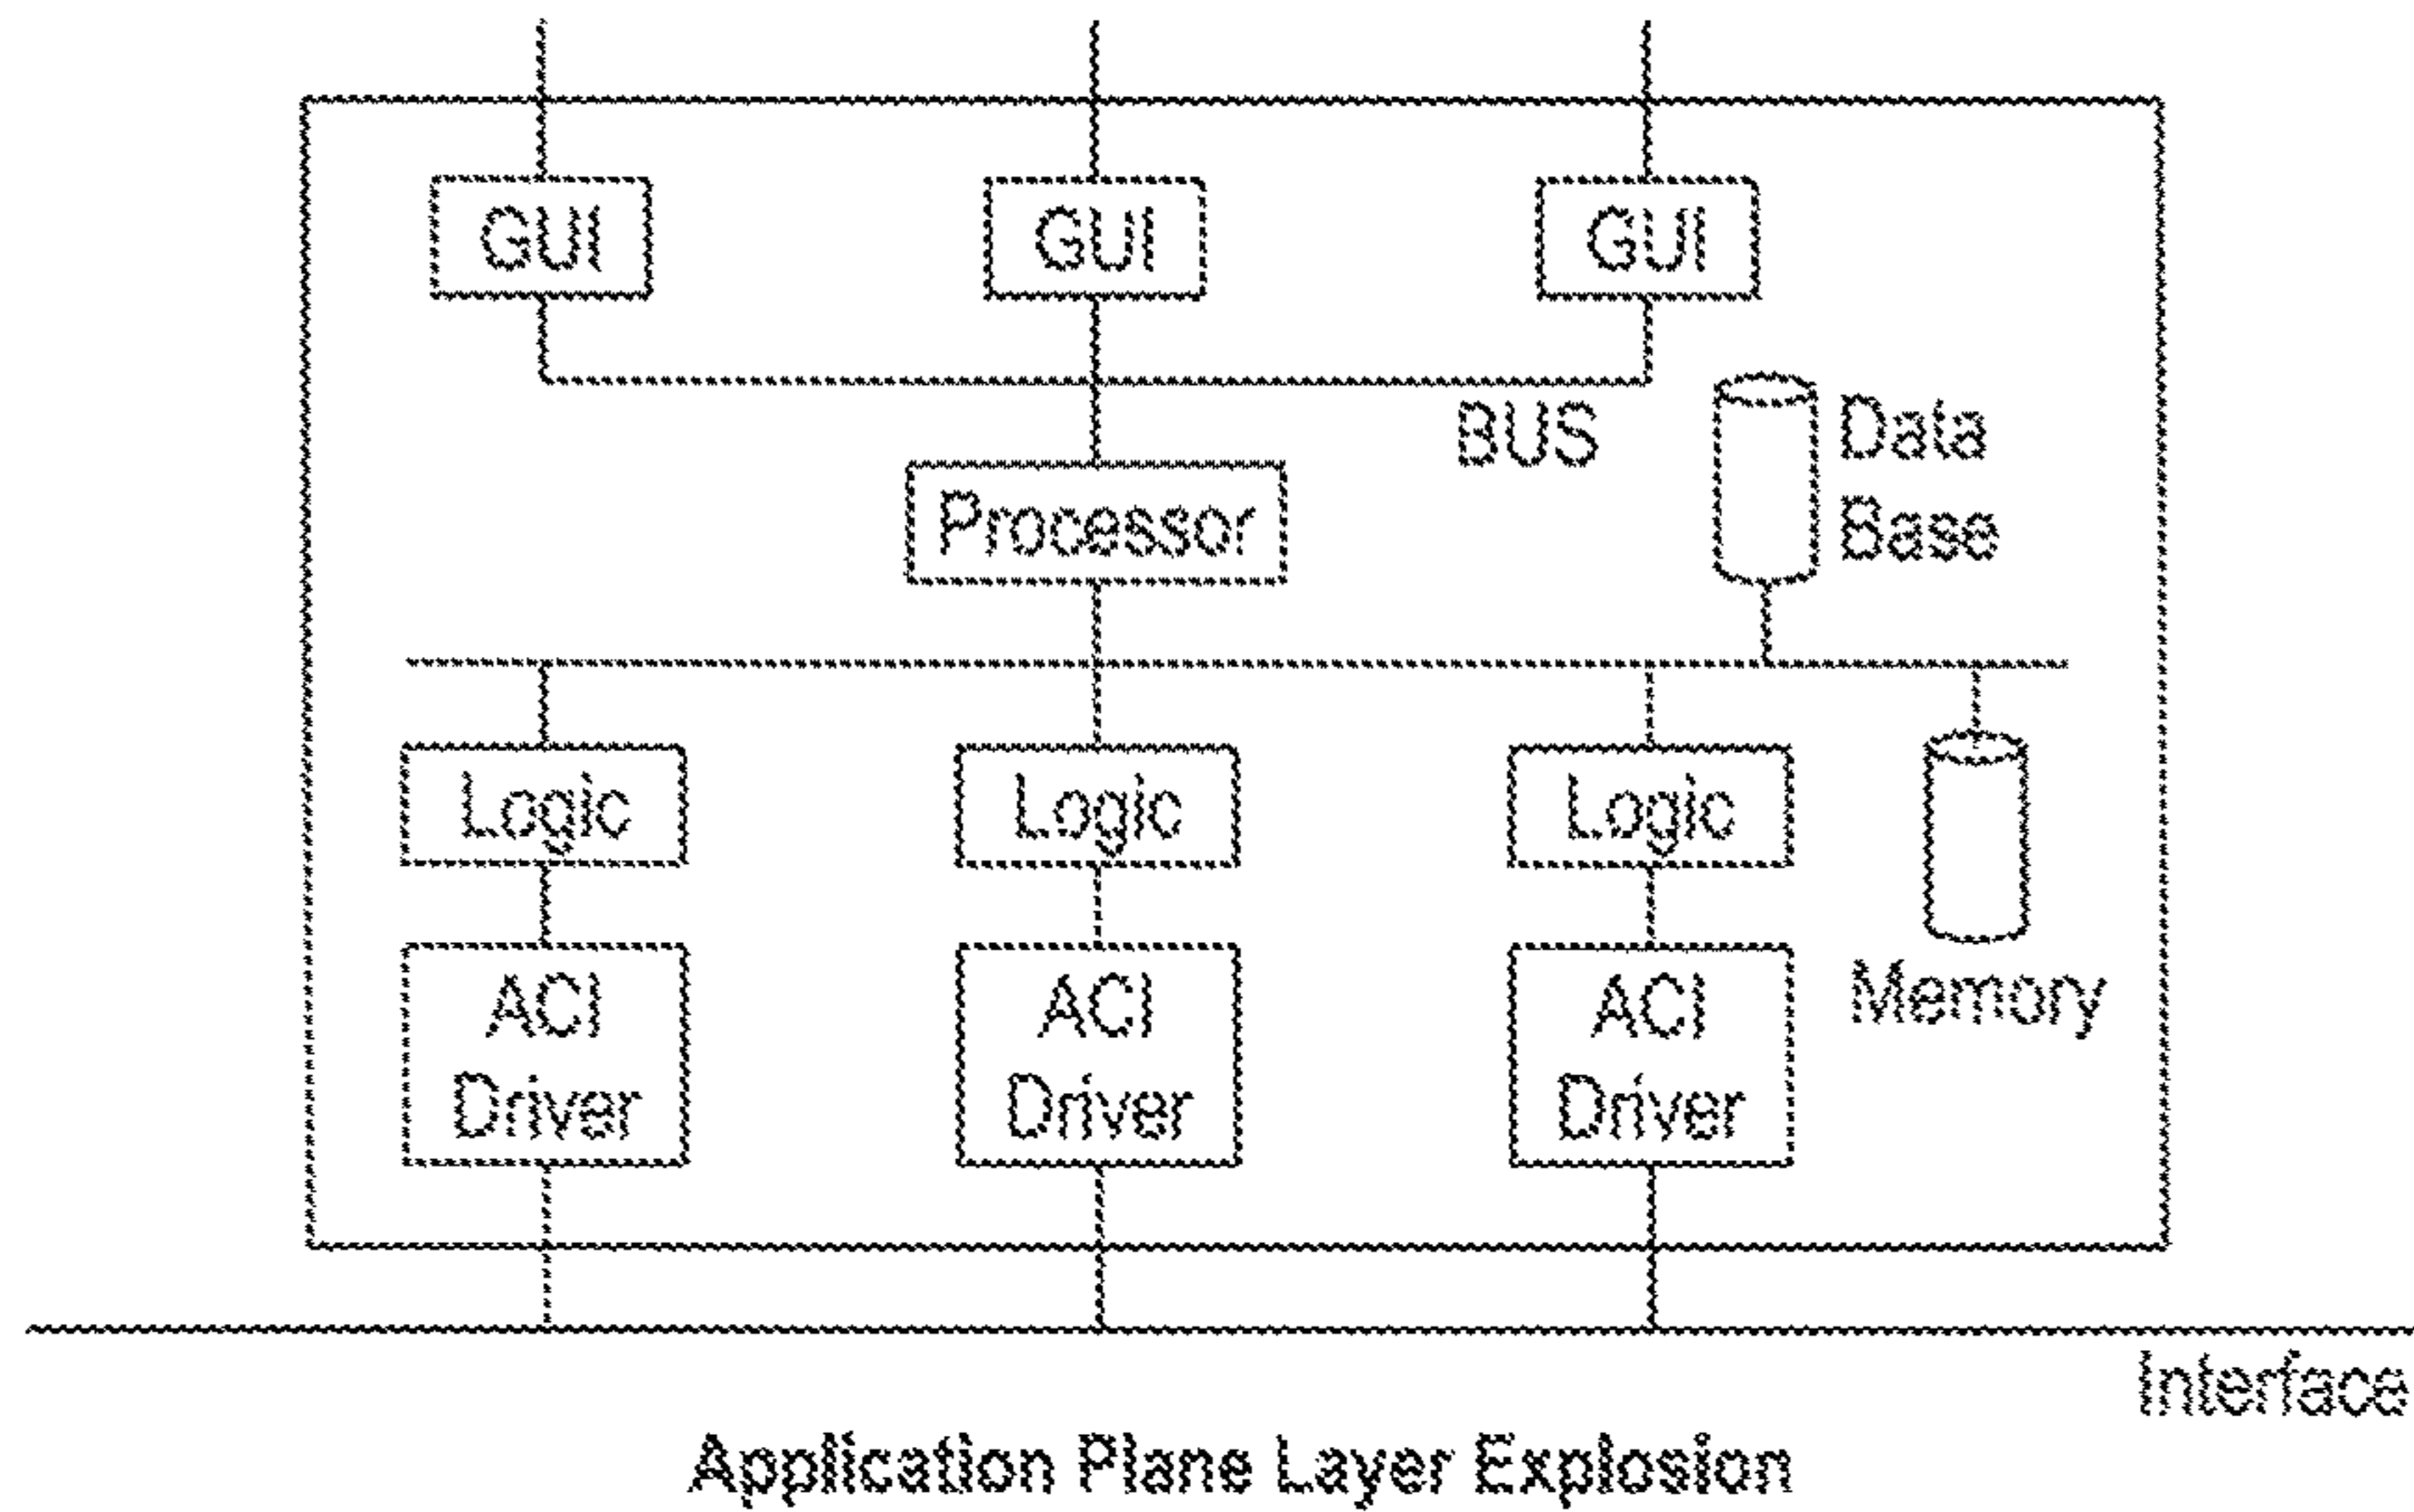 GUI
GUI
GUI
BUS
Data
Base
Processor
Logic
Logic
Logic
ACI
Driver
ACI
Driver
ACI
Driver
Memory
Interface
Application Plane Layer Explosion